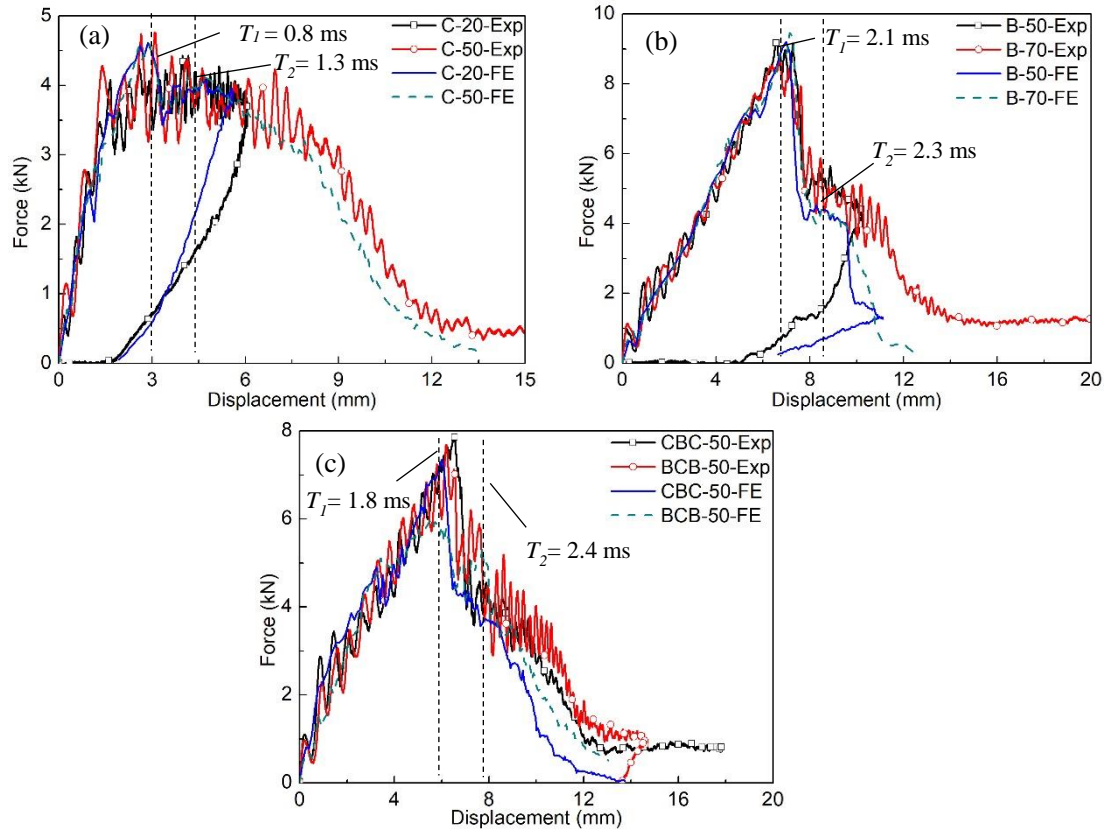 (a)
T1= 0.8 ms
T2= 1.3 ms
C-20-Exp
C-50-Exp
C-20-FE
C-50-FE
5
4
3
2
1
0
Force (kN)
0 3 6 9 12 15
Displacement (mm)
(b)
T1= 2.1 ms
T2= 2.3 ms
B-50-Exp
B-70-Exp
B-50-FE
B-70-FE
10
8
6
4
2
0
Force (kN)
0 4 8 12 16 20
Displacement (mm)
(c)
T1= 1.8 ms
T2= 2.4 ms
CBC-50-Exp
BCB-50-Exp
CBC-50-FE
BCB-50-FE
8
6
4
2
0
Force (kN)
0 4 8 12 16 20
Displacement (mm)